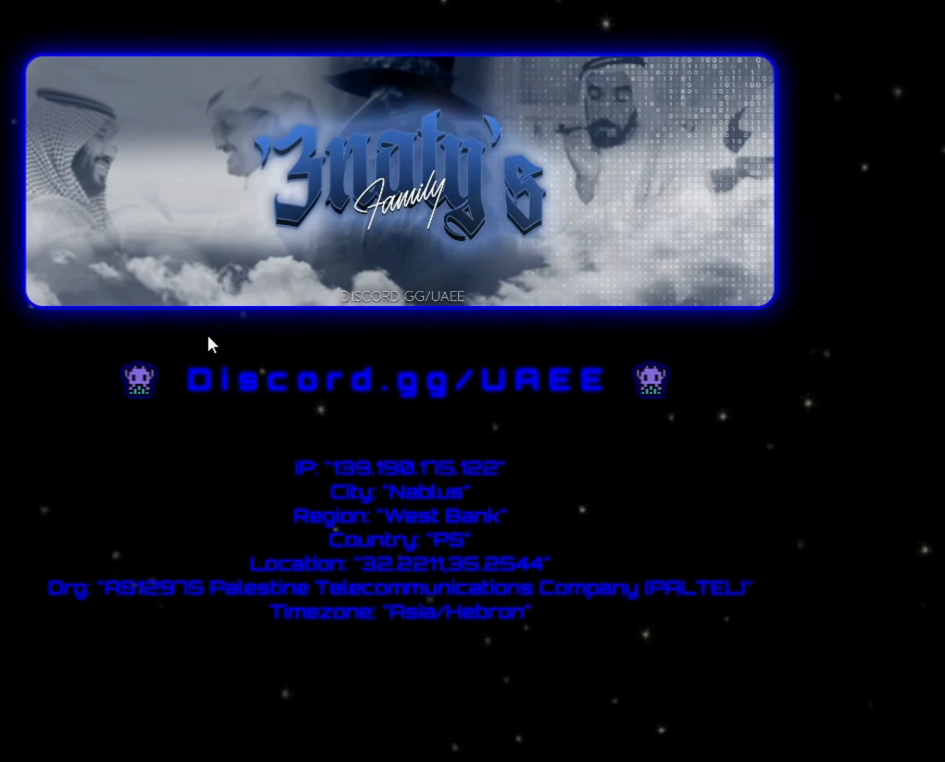 3naty's
Family
DISCORD.GG/UAEE
Discord.gg/UAEE
IP: "139.190.175.122"
City: "Nablus"
Region: "West Bank"
Country: "PS"
Location: "32.2211,35.2544"
Org: "AS12975 Palestine Telecommunications Company (PALTEL)"
Timezone: "Asia/Hebron"